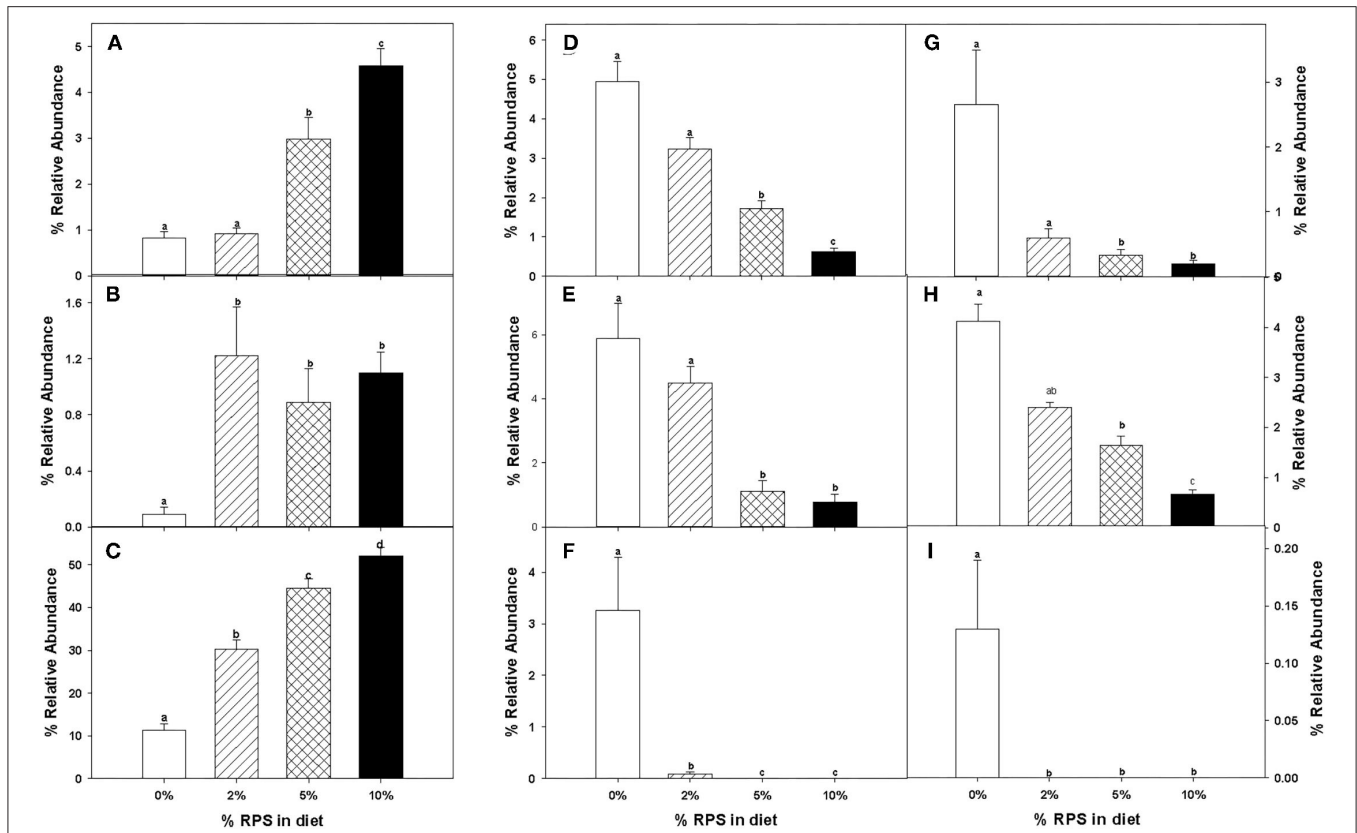 A
% Relative Abundance
5
4
3
2
1
0
a
a
b
c
B
% Relative Abundance
1.6
1.2
0.8
0.4
0.0
a
b
b
b
C
% Relative Abundance
50
40
30
20
10
0
a
b
c
d
0% 2% 5% 10%
% RPS in diet
D
% Relative Abundance
6
5
4
3
2
1
0
a
a
b
c
E
% Relative Abundance
6
4
2
0
a
a
b
b
F
% Relative Abundance
4
3
2
1
0
a
b
c
c
0% 2% 5% 10%
% RPS in diet
G
% Relative Abundance
3
2
1
0
a
a
b
b
H
% Relative Abundance
4
3
2
1
0
a
ab
b
c
I
% Relative Abundance
0.20
0.15
0.10
0.05
0.00
a
b
b
b
0% 2% 5% 10%
% RPS in diet